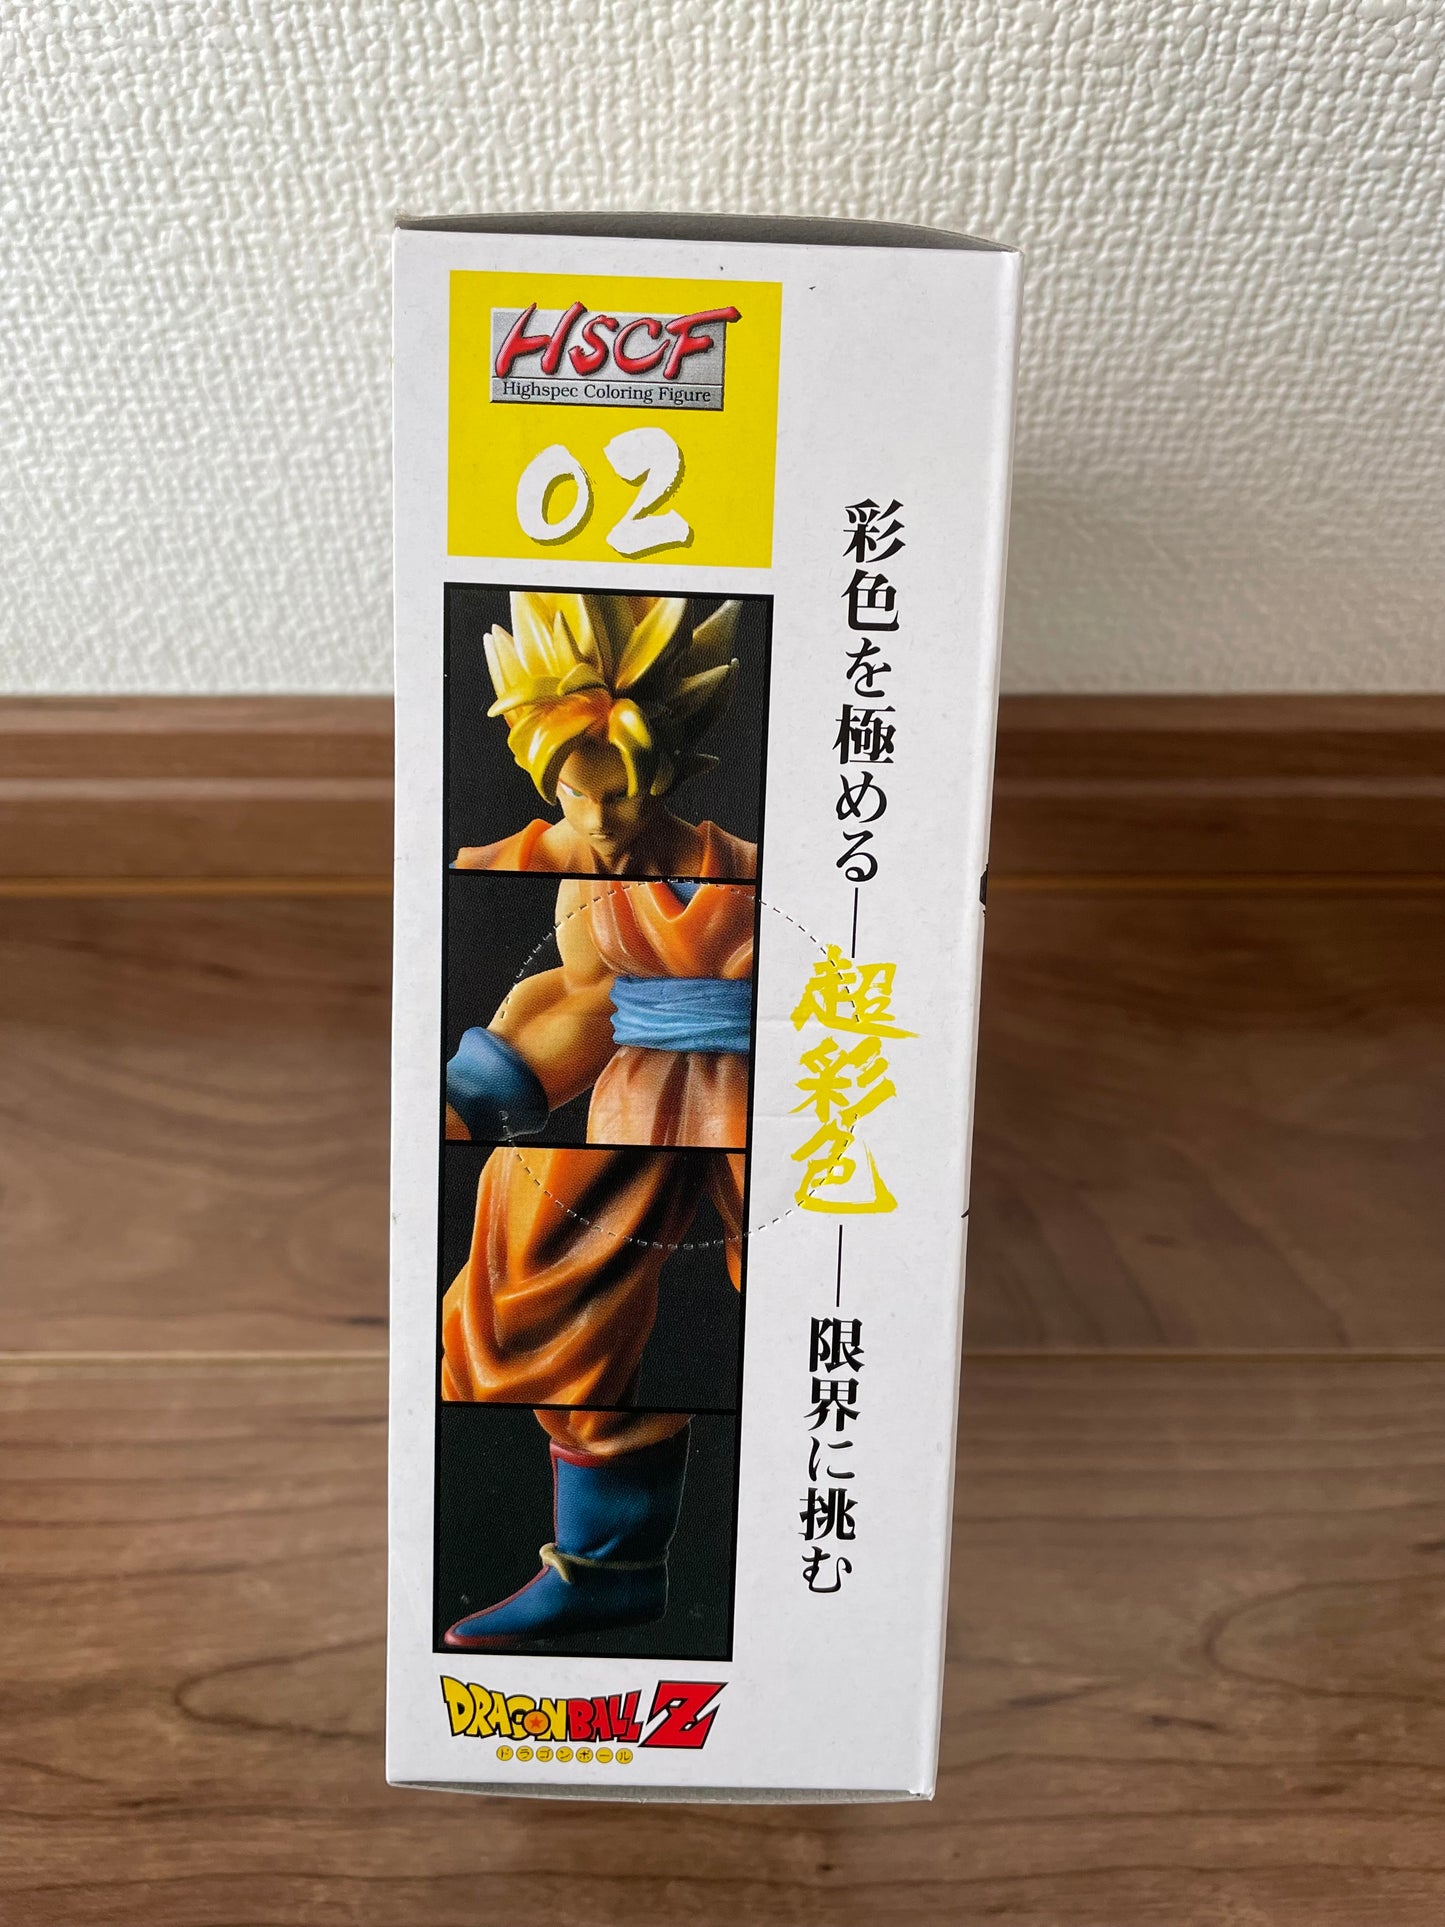 HSCF
Highspec Coloring Figure
02
彩色を極める―超彩色―限界に挑む
DRAGON BALL Z
ドラゴンボール